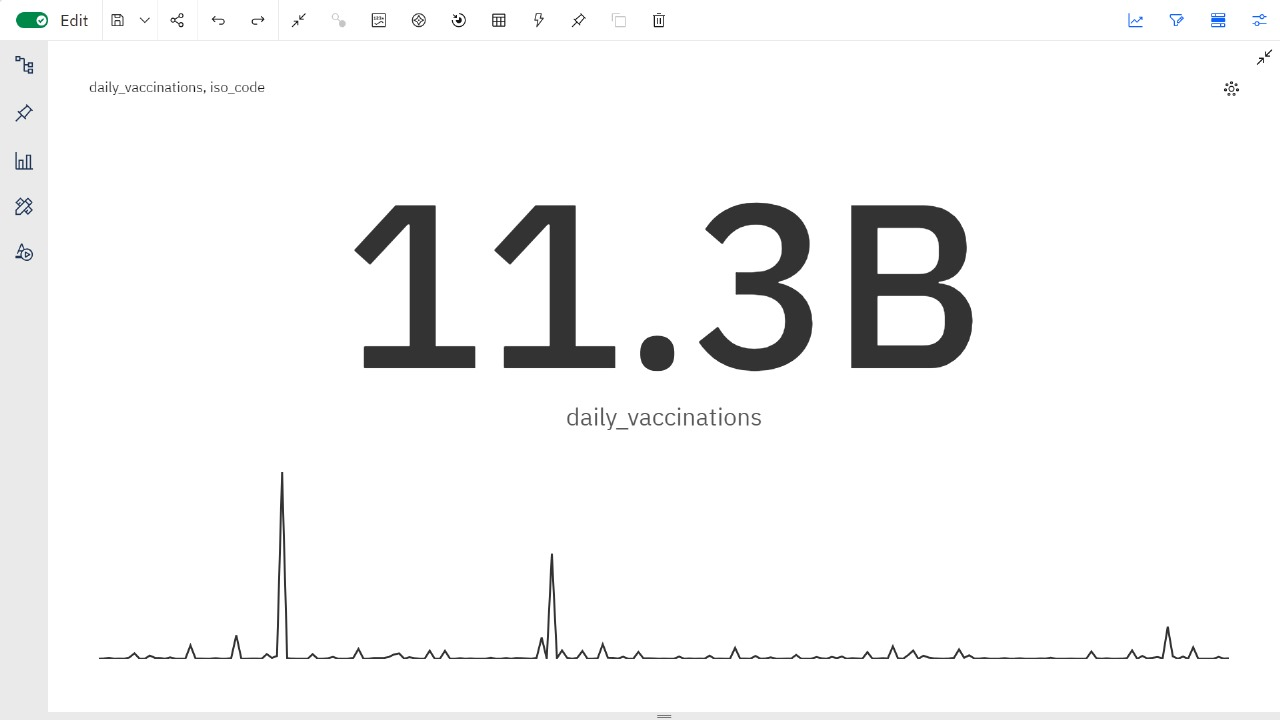 Edit
daily_vaccinations, iso_code
11.3B
daily_vaccinations